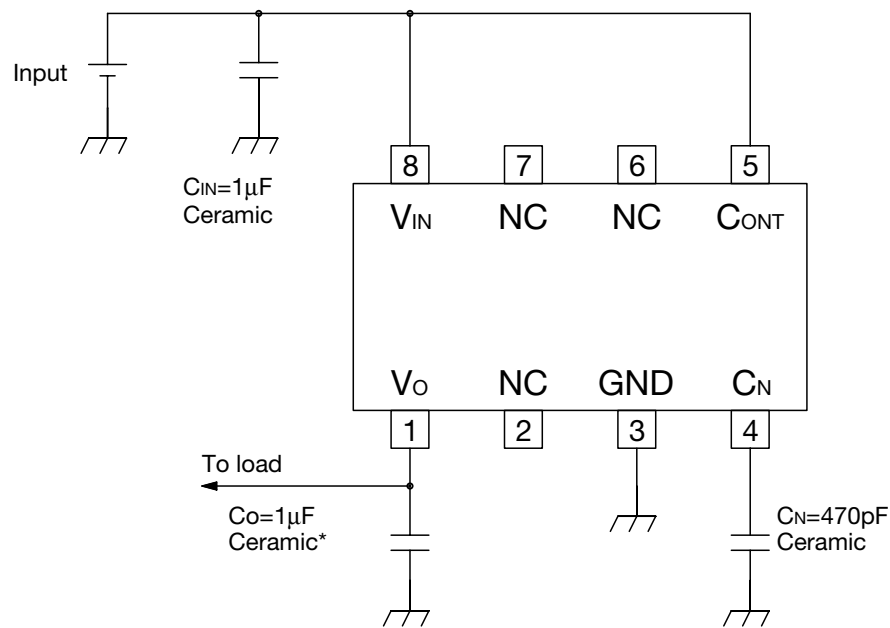 Input
CIN=1μF
Ceramic
8 7 6 5
VIN NC NC CONT
VO NC GND CN
1 2 3 4
To load
Co=1μF
Ceramic*
CN=470pF
Ceramic